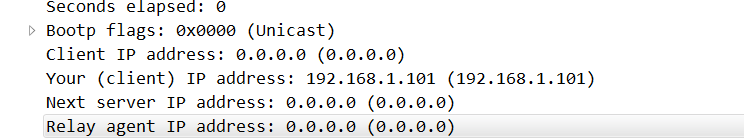 Seconds elapsed: 0
Bootp flags: 0x0000 (Unicast)
Client IP address: 0.0.0.0 (0.0.0.0)
Your (client) IP address: 192.168.1.101 (192.168.1.101)
Next server IP address: 0.0.0.0 (0.0.0.0)
Relay agent IP address: 0.0.0.0 (0.0.0.0)